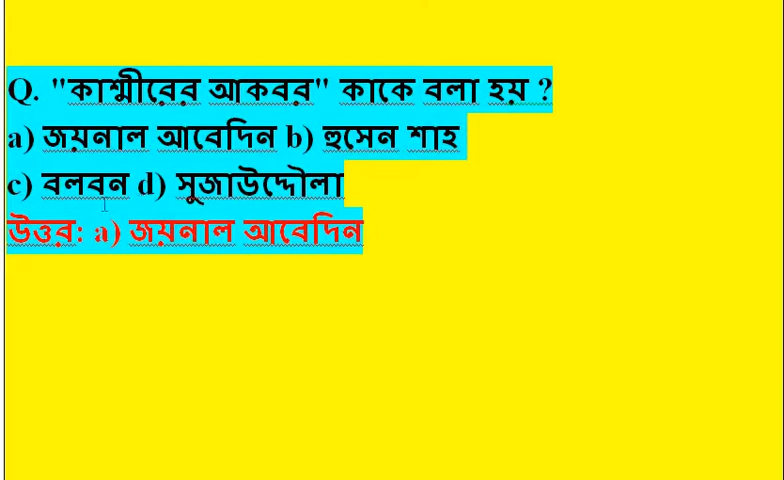 Q. "কাশ্মীরের আকবর" কাকে বলা হয় ?
a) জয়নাল আবেদিন b) হুসেন শাহ
c) বলবন d) সুজাউদ্দৌলা
উত্তর: a) জয়নাল আবেদিন